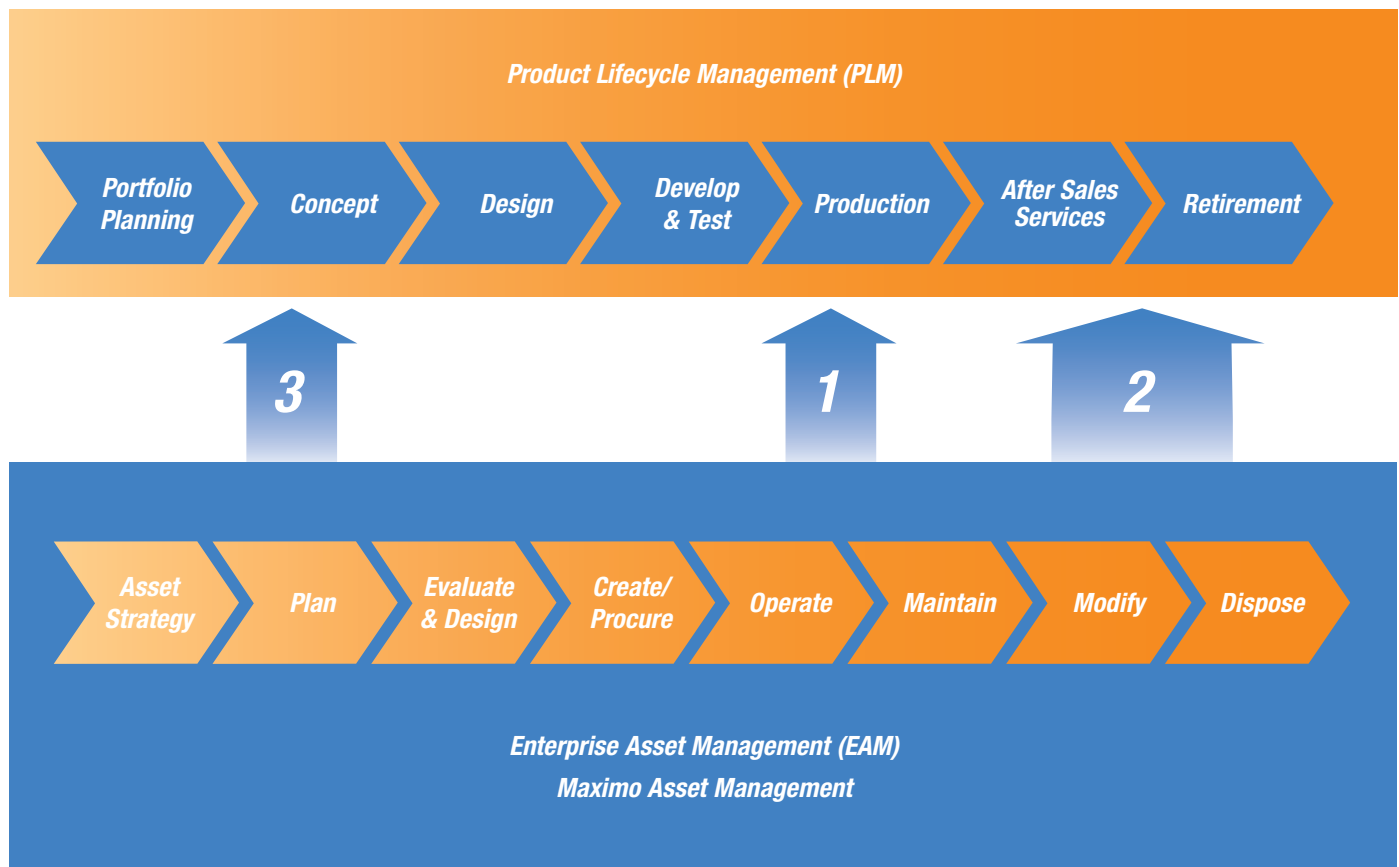 Product Lifecycle Management (PLM)
Portfolio
Planning
Concept
Design
Develop
& Test
Production
After Sales
Services
Retirement
3
1
2
Asset
Strategy
Plan
Evaluate
& Design
Create/
Procure
Operate
Maintain
Modify
Dispose
Enterprise Asset Management (EAM)
Maximo Asset Management